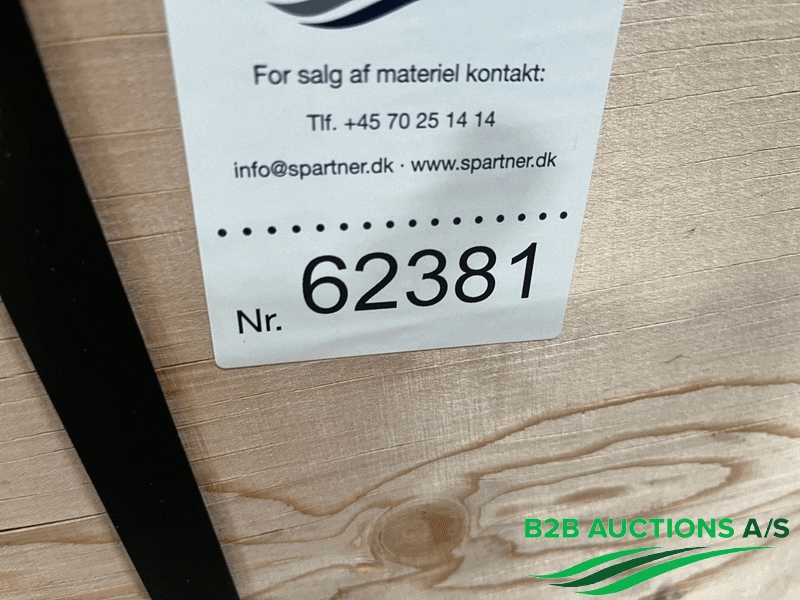 For salg af materiel kontakt:
Tlf. +45 70 25 14 14
info@spartner.dk · www.spartner.dk
Nr. 62381
B2B AUCTIONS A/S